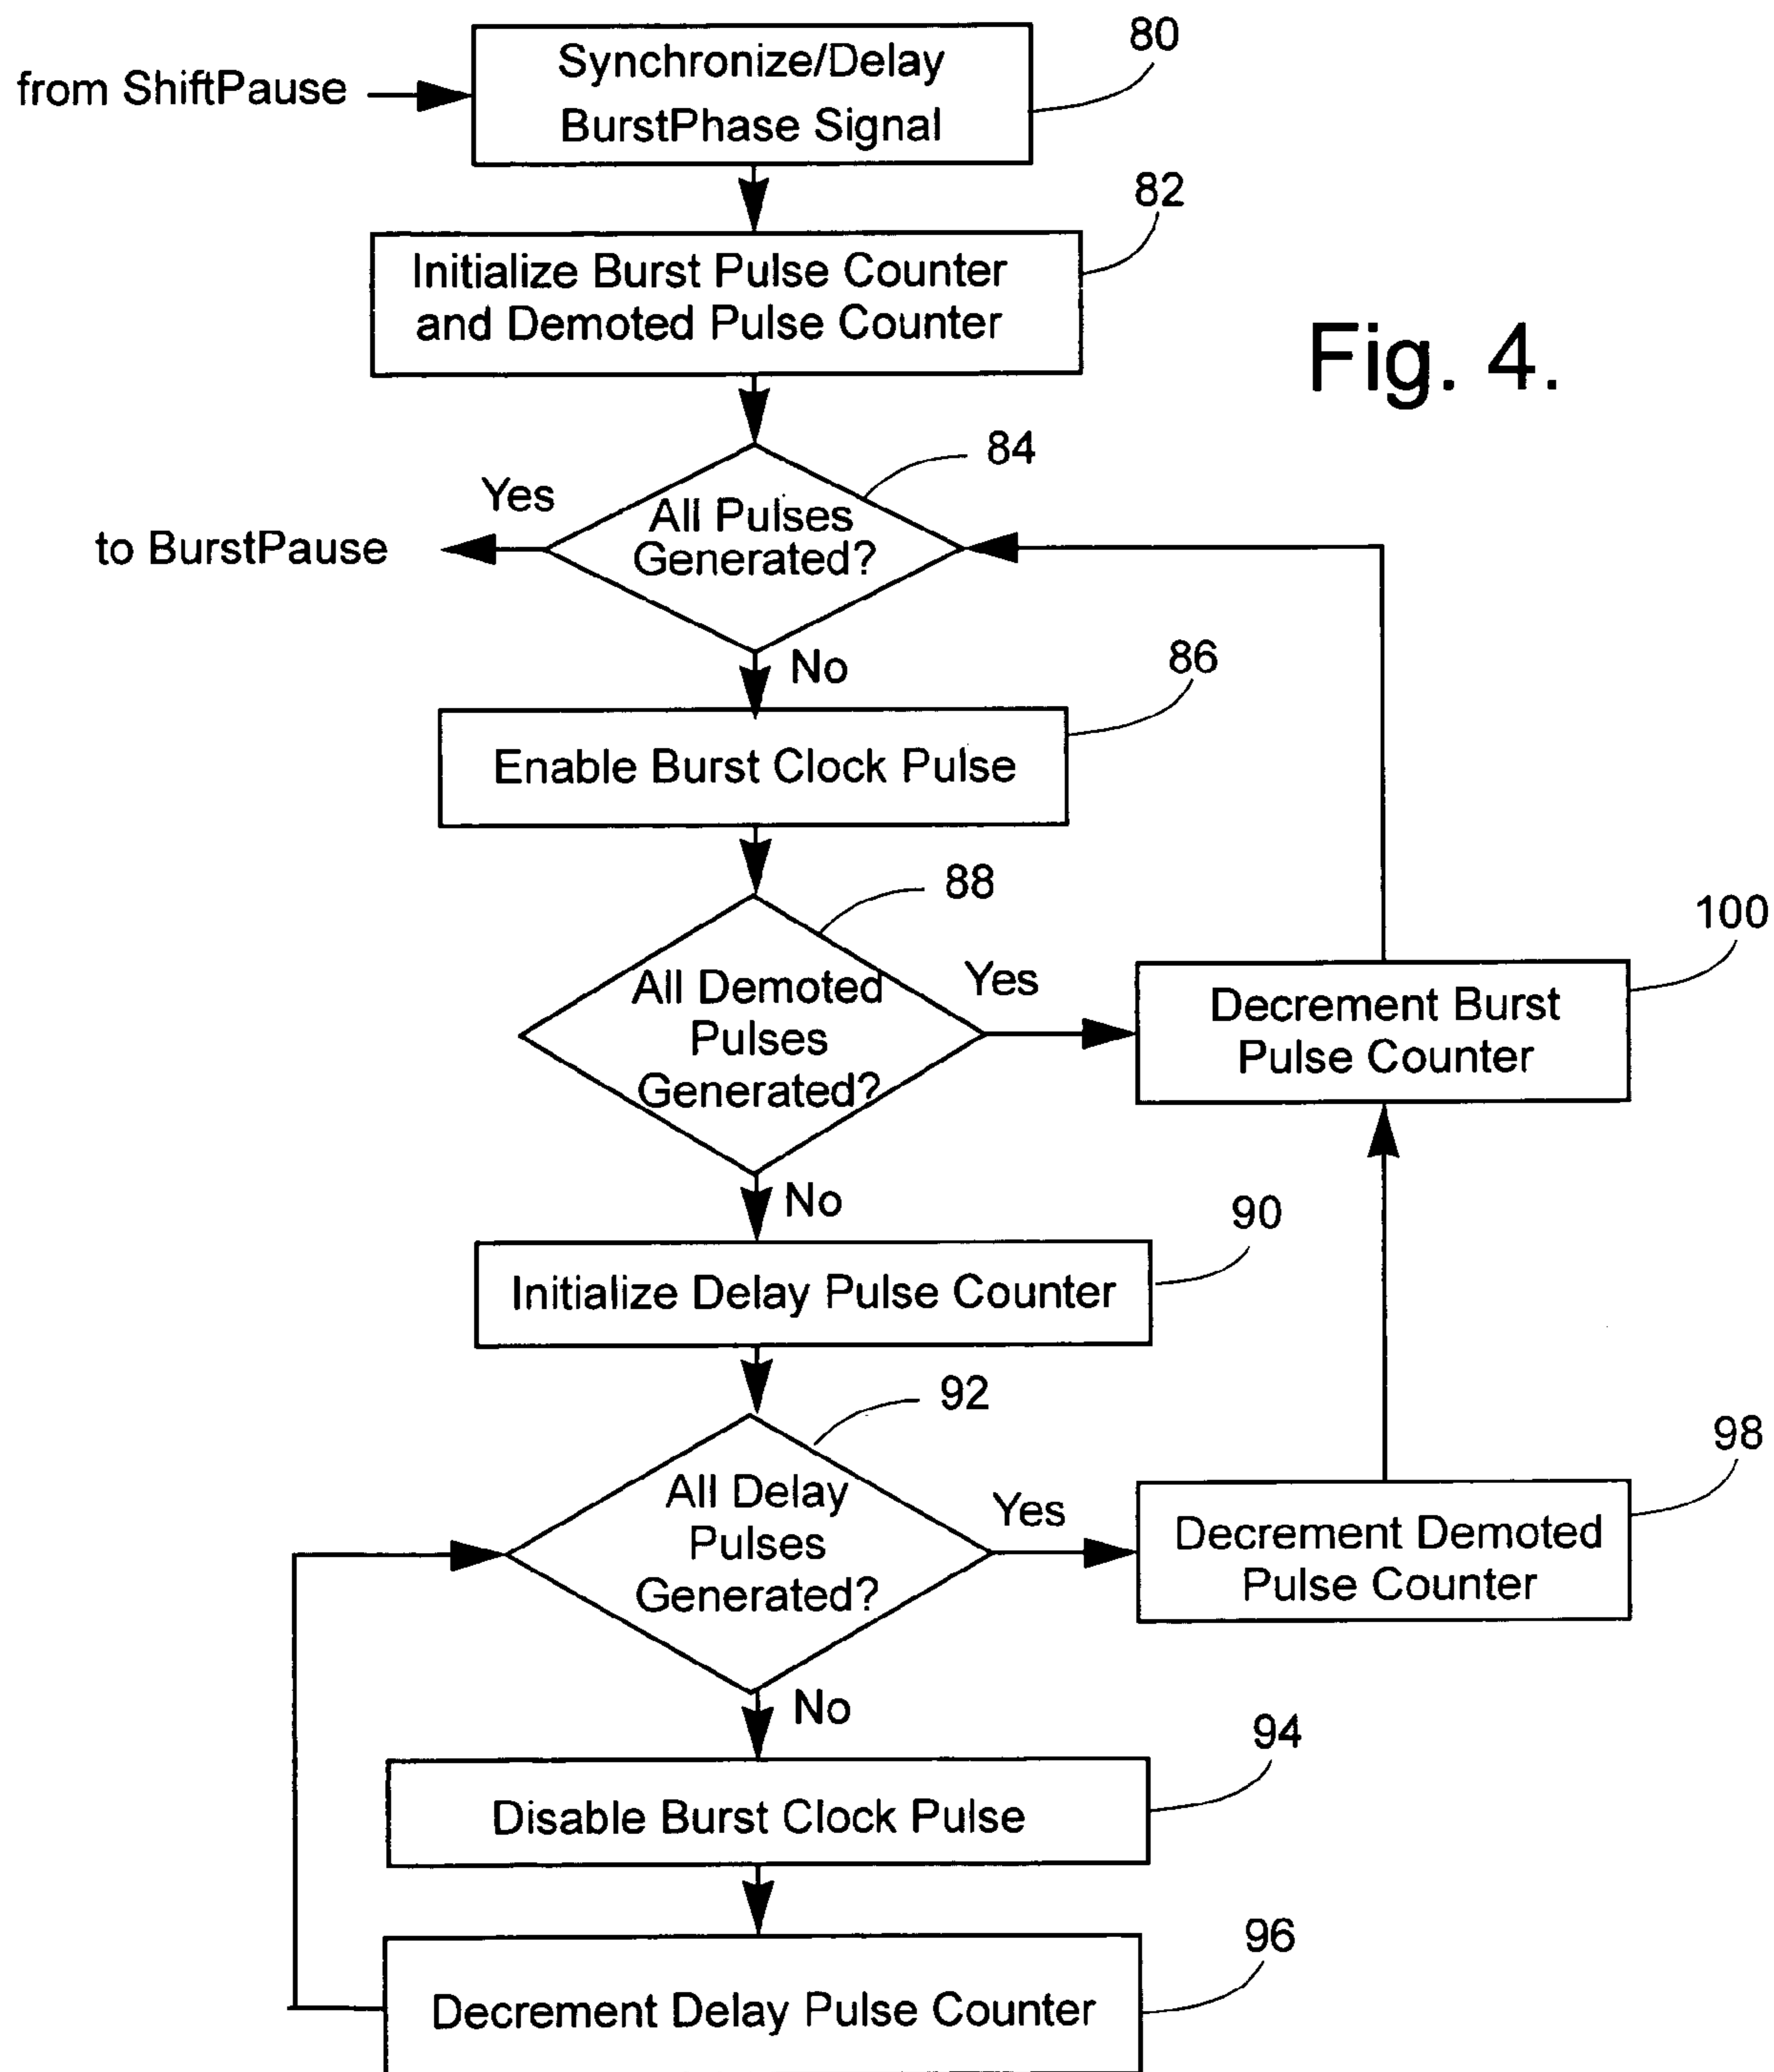 80
from ShiftPause
Synchronize/Delay
BurstPhase Signal
82
Initialize Burst Pulse Counter
and Demoted Pulse Counter
Fig. 4.
84
Yes
All Pulses
Generated?
to BurstPause
No
86
Enable Burst Clock Pulse
88
100
All Demoted
Pulses
Generated?
Yes
Decrement Burst
Pulse Counter
No
90
Initialize Delay Pulse Counter
92
98
All Delay
Pulses
Generated?
Yes
Decrement Demoted
Pulse Counter
No
94
Disable Burst Clock Pulse
96
Decrement Delay Pulse Counter